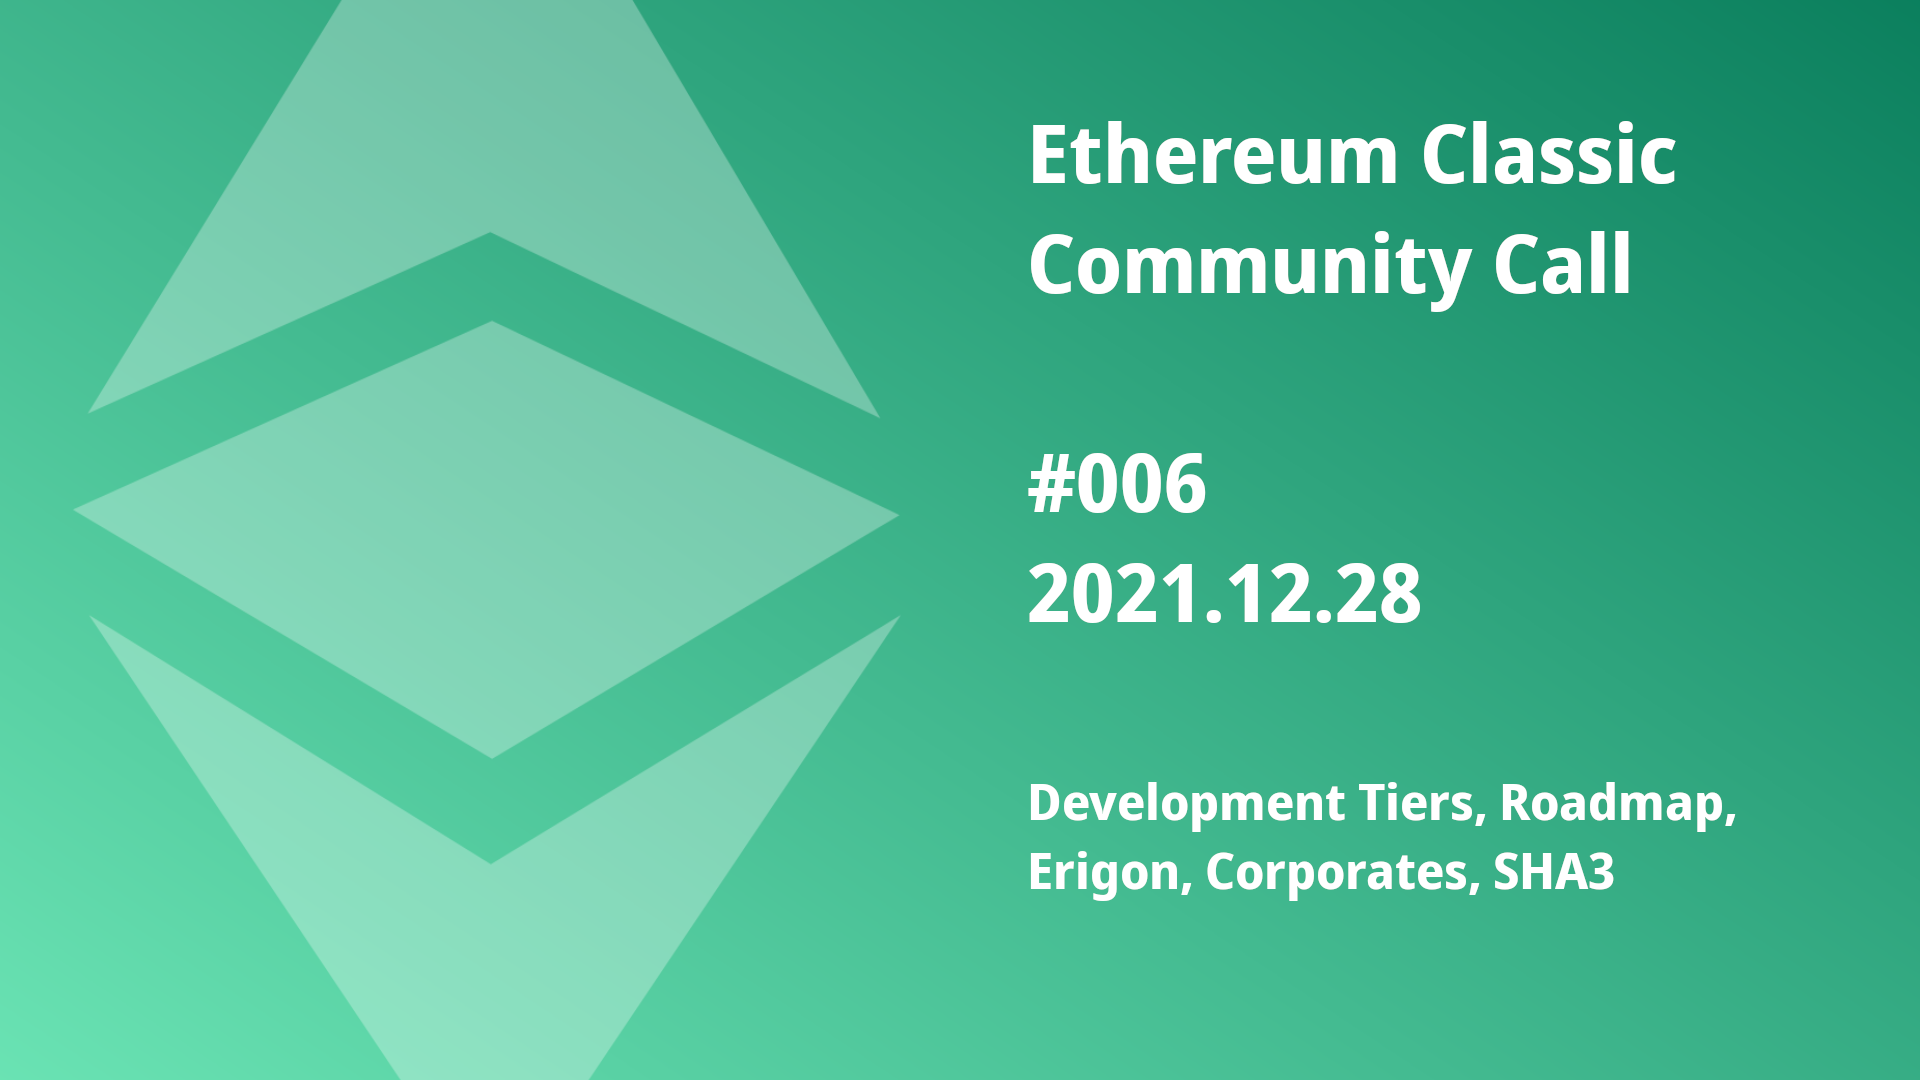 Ethereum Classic
Community Call
#006
2021.12.28
Development Tiers, Roadmap,
Erigon, Corporates, SHA3